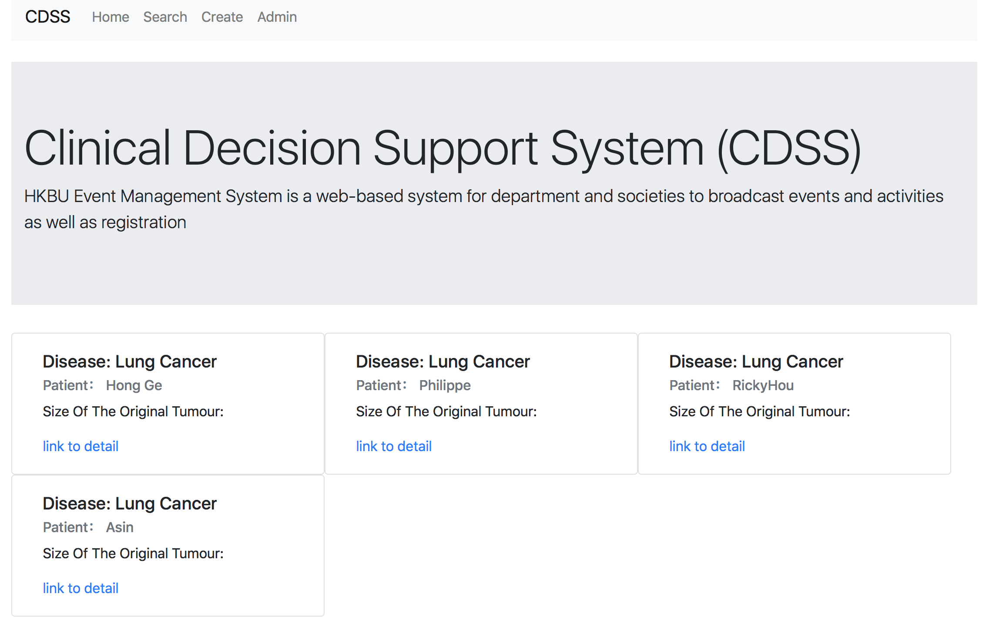 CDSS Home Search Create Admin
Clinical Decision Support System (CDSS)
HKBU Event Management System is a web-based system for department and societies to broadcast events and activities
as well as registration
Disease: Lung Cancer
Patient： Hong Ge
Size Of The Original Tumour:
link to detail
Disease: Lung Cancer
Patient： Philippe
Size Of The Original Tumour:
link to detail
Disease: Lung Cancer
Patient： RickyHou
Size Of The Original Tumour:
link to detail
Disease: Lung Cancer
Patient： Asin
Size Of The Original Tumour:
link to detail